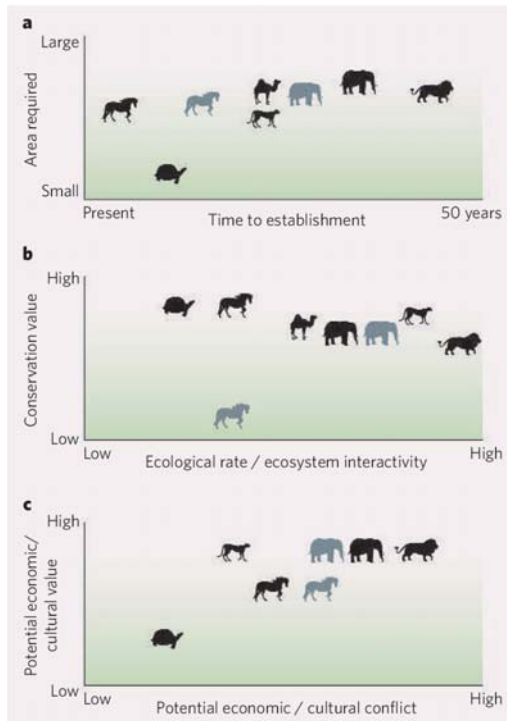 a
Large
Area required
Small
Present
Time to establishment
50 years
b
High
Conservation value
Low
Low
Ecological rate / ecosystem interactivity
High
c
High
Potential economic/
cultural value
Low
Low
Potential economic / cultural conflict
High